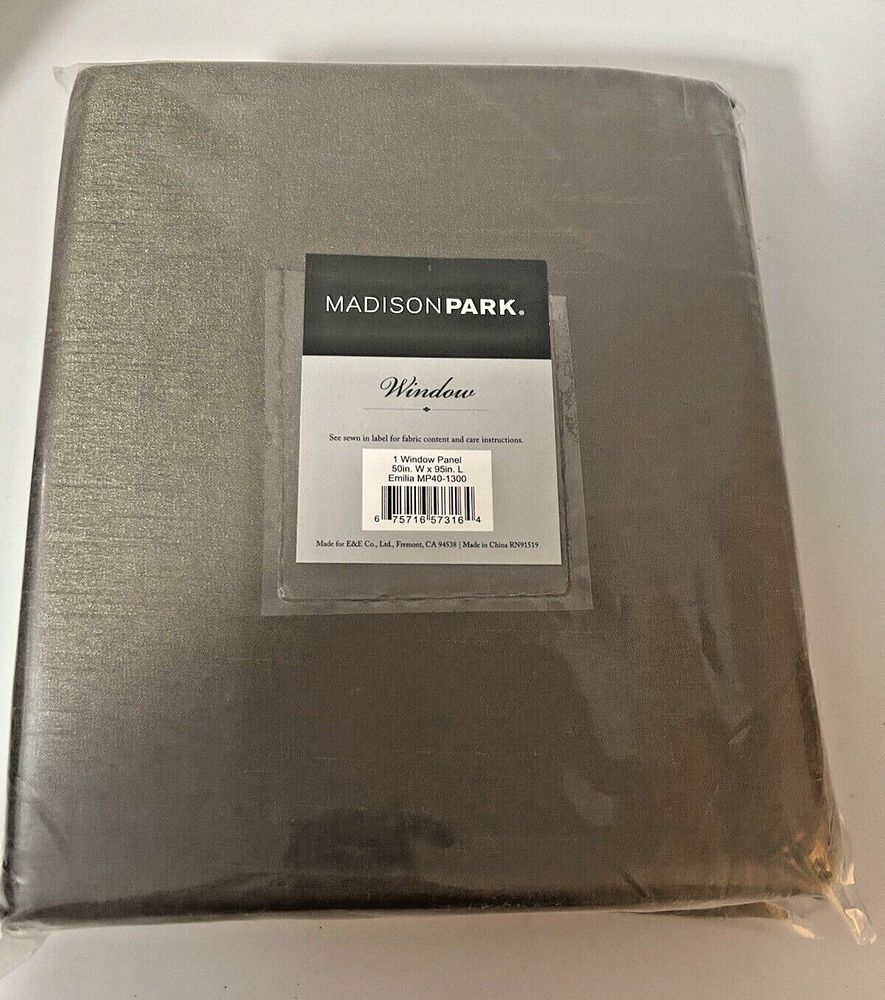 MADISONPARK®
Window
See sewn in label for fabric content and care instructions.
1 Window Panel
50in. W x 95in. L
Emilia MP40-1300
6 75716 57316 4
Made for E&E Co., Ltd., Fremont, CA 94538 | Made in China RN91519